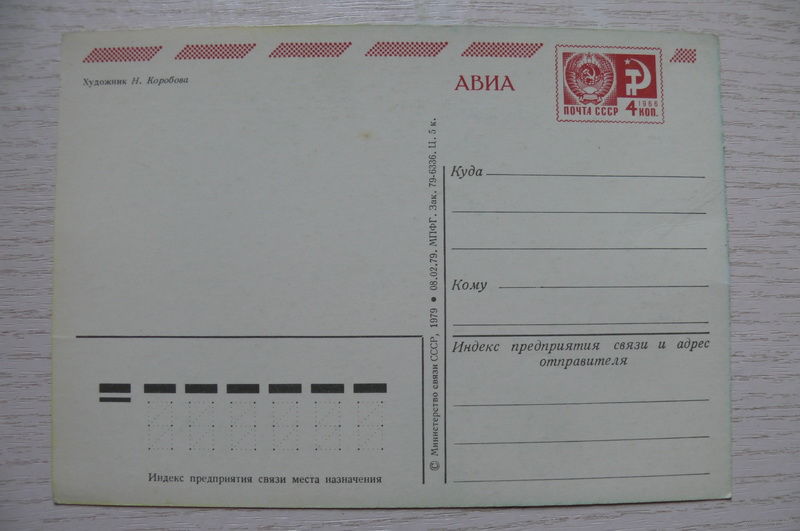 Художник Н. Коробова
АВИА
ПОЧТА СССР
1966
4 КОП.
Куда
Кому
Индекс предприятия связи и адрес
отправителя
© Министерство связи СССР, 1979 ● 08.02.79. МПФГ. Зак. 79-6336. Ц. 5 к.
Индекс предприятия связи места назначения